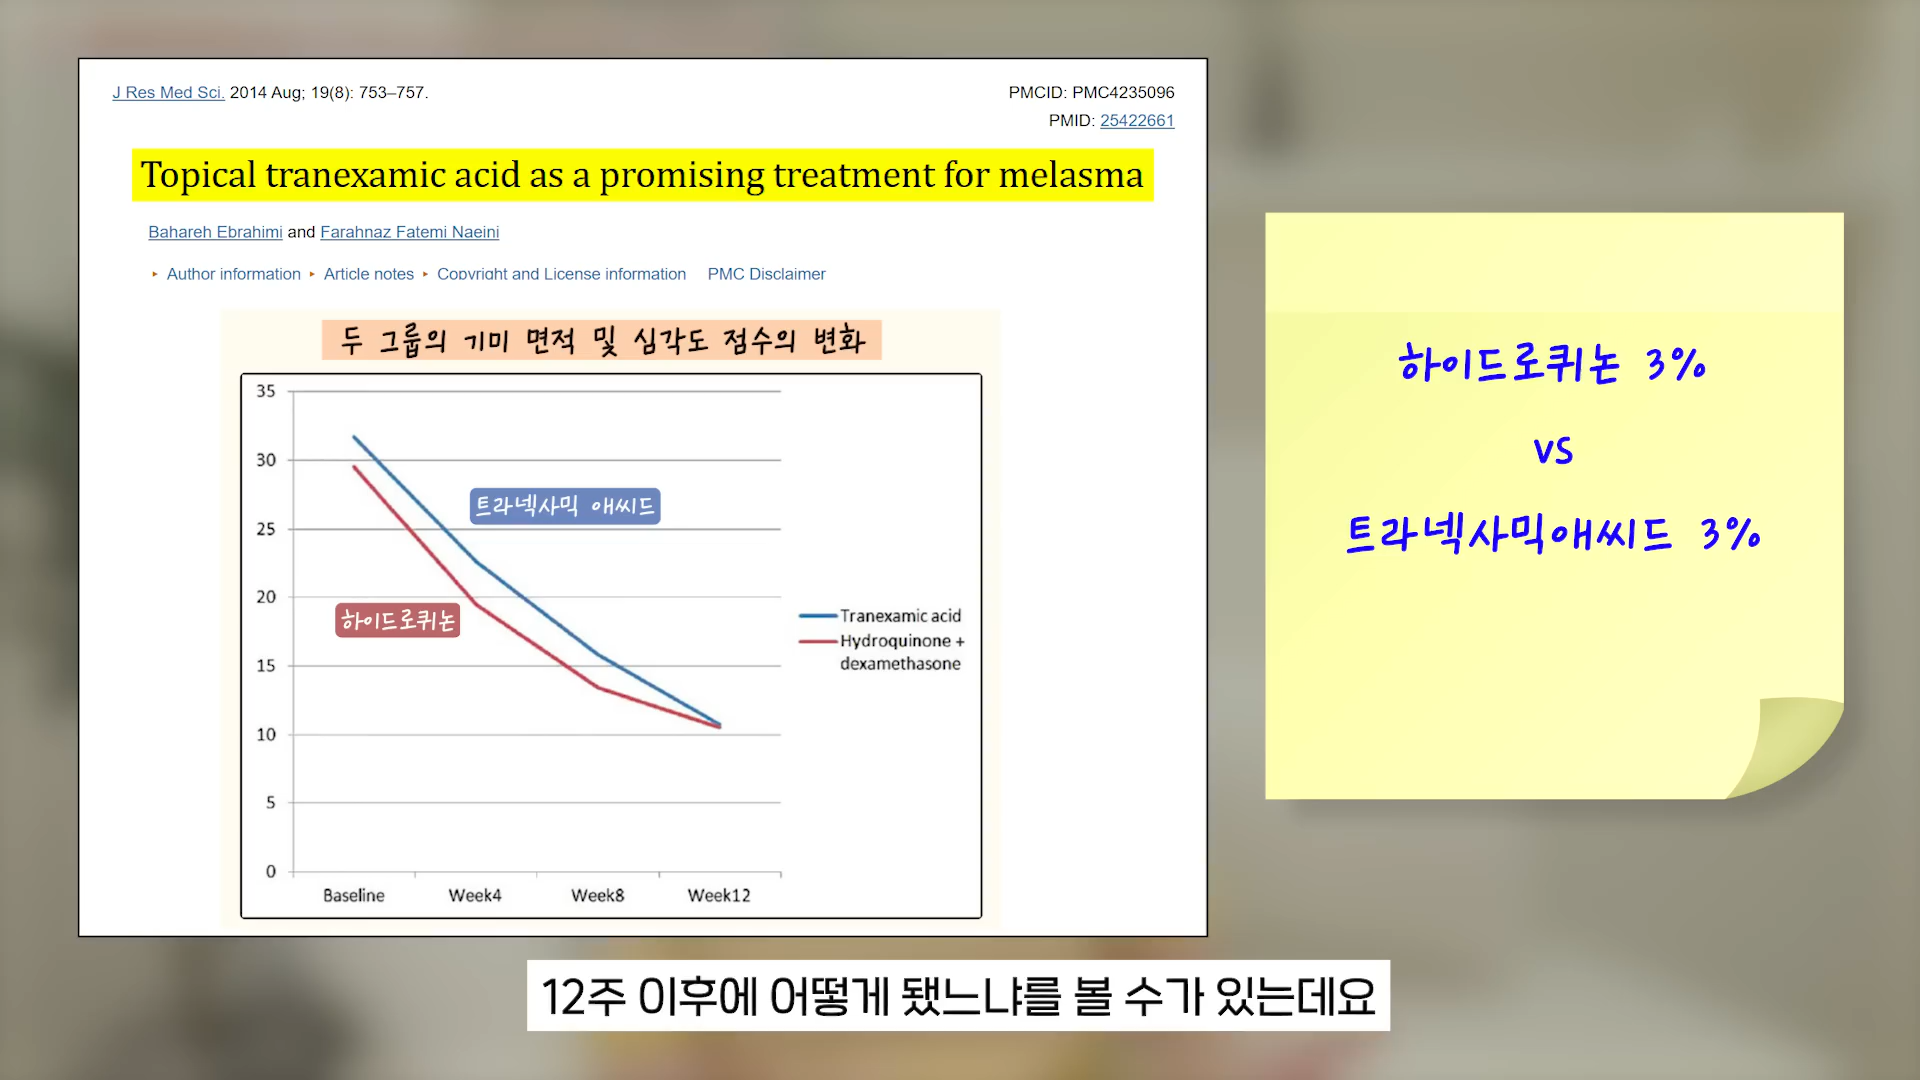 J Res Med Sci. 2014 Aug; 19(8): 753–757.
PMCID: PMC4235096
PMID: 25422661
Topical tranexamic acid as a promising treatment for melasma
Bahareh Ebrahimi and Farahnaz Fatemi Naeini
▸ Author information ▸ Article notes ▸ Copyright and License information PMC Disclaimer
두 그룹의 기미 면적 및 심각도 점수의 변화
35
30
25
20
15
10
5
0
트라넥사믹 애씨드
하이드로퀴논
Tranexamic acid
Hydroquinone +
dexamethasone
Baseline Week4 Week8 Week12
하이드로퀴논 3%
vs
트라넥사믹애씨드 3%
12주 이후에 어떻게 됐느냐를 볼 수가 있는데요